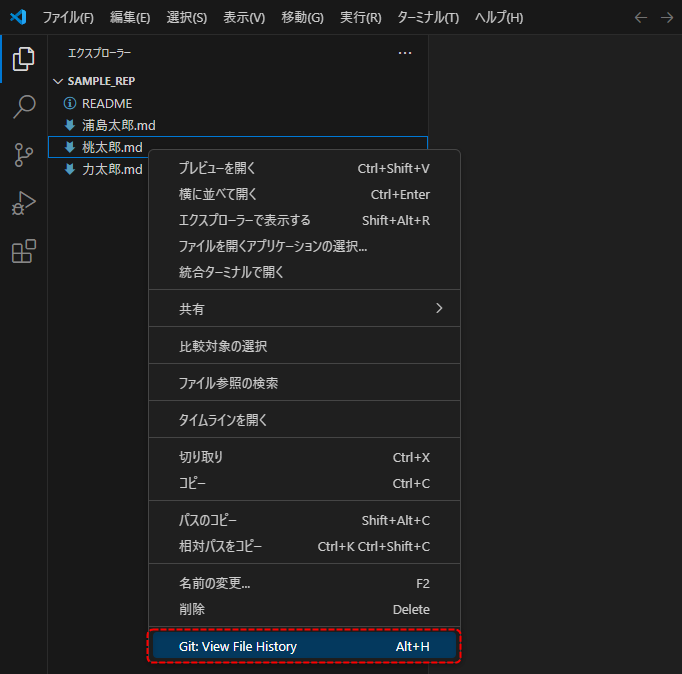 ファイル(F) 編集(E) 選択(S) 表示(V) 移動(G) 実行(R) ターミナル(T) ヘルプ(H)
エクスプローラー
SAMPLE_REP
README
浦島太郎.md
桃太郎.md
力太郎.md
プレビューを開く Ctrl+Shift+V
横に並べて開く Ctrl+Enter
エクスプローラーで表示する Shift+Alt+R
ファイルを開くアプリケーションの選択...
統合ターミナルで開く
共有
比較対象の選択
ファイル参照の検索
タイムラインを開く
切り取り Ctrl+X
コピー Ctrl+C
パスのコピー Shift+Alt+C
相対パスをコピー Ctrl+K Ctrl+Shift+C
名前の変更... F2
削除 Delete
Git: View File History Alt+H